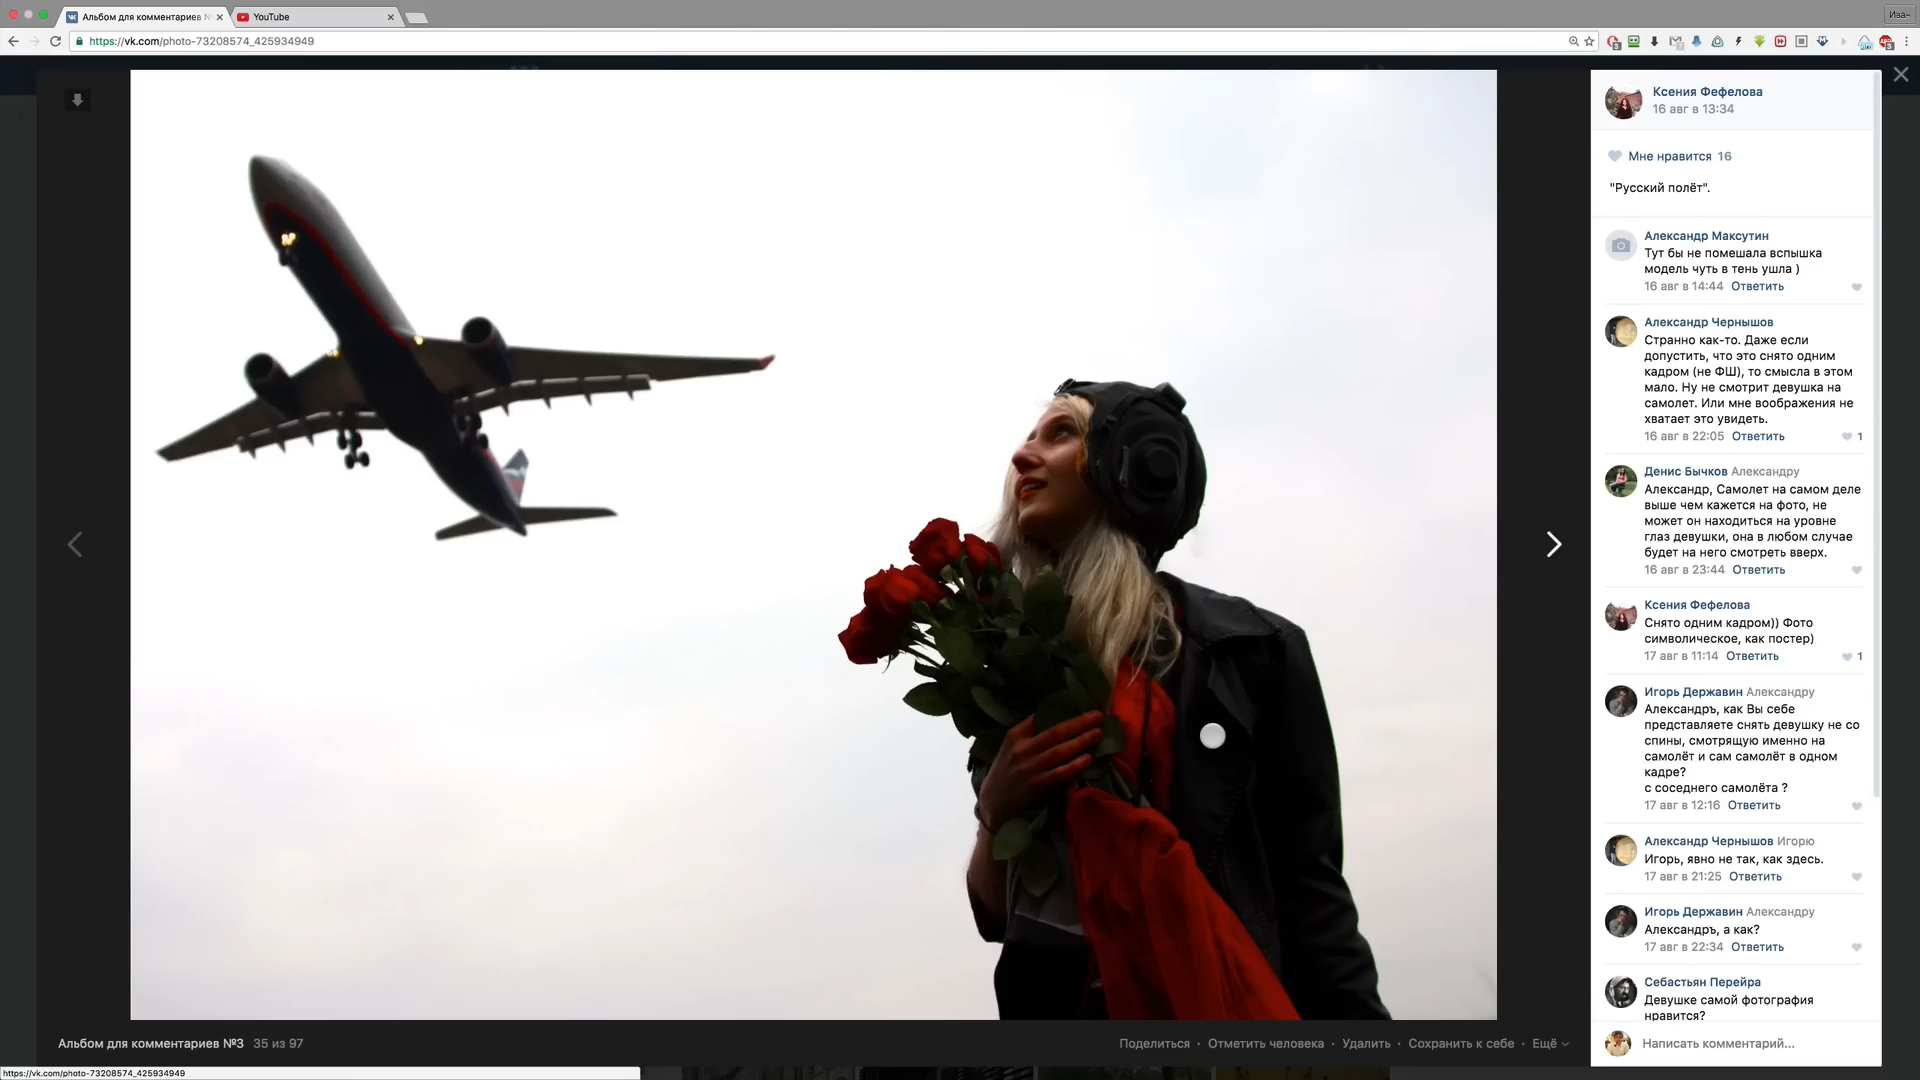 Альбом для комментариев №
YouTube
Иван
https://vk.com/photo-73208574_425934949
Ксения Фефелова
16 авг в 13:34
Мне нравится 16
"Русский полёт".
Александр Максутин
Тут бы не помешала вспышка
модель чуть в тень ушла )
16 авг в 14:44 Ответить
Александр Чернышов
Странно как-то. Даже если
допустить, что это снято одним
кадром (не ФШ), то смысла в этом
мало. Ну не смотрит девушка на
самолет. Или мне воображения не
хватает это увидеть.
16 авг в 22:05 Ответить 1
Денис Бычков Александру
Александр, Самолет на самом деле
выше чем кажется на фото, не
может он находиться на уровне
глаз девушки, она в любом случае
будет на него смотреть вверх.
16 авг в 23:44 Ответить
Ксения Фефелова
Снято одним кадром)) Фото
символическое, как постер)
17 авг в 11:14 Ответить 1
Игорь Державин Александру
Александръ, как Вы себе
представляете снять девушку не со
спины, смотрящую именно на
самолёт и сам самолёт в одном
кадре?
с соседнего самолёта ?
17 авг в 12:16 Ответить
Александр Чернышов Игорю
Игорь, явно не так, как здесь.
17 авг в 21:25 Ответить
Игорь Державин Александру
Александръ, а как?
17 авг в 22:34 Ответить
Себастьян Перейра
Девушке самой фотография
нравится?
Написать комментарий...
Альбом для комментариев №3 35 из 97
Поделиться · Отметить человека · Удалить · Сохранить к себе · Ещё
https://vk.com/photo-73208574_425934949